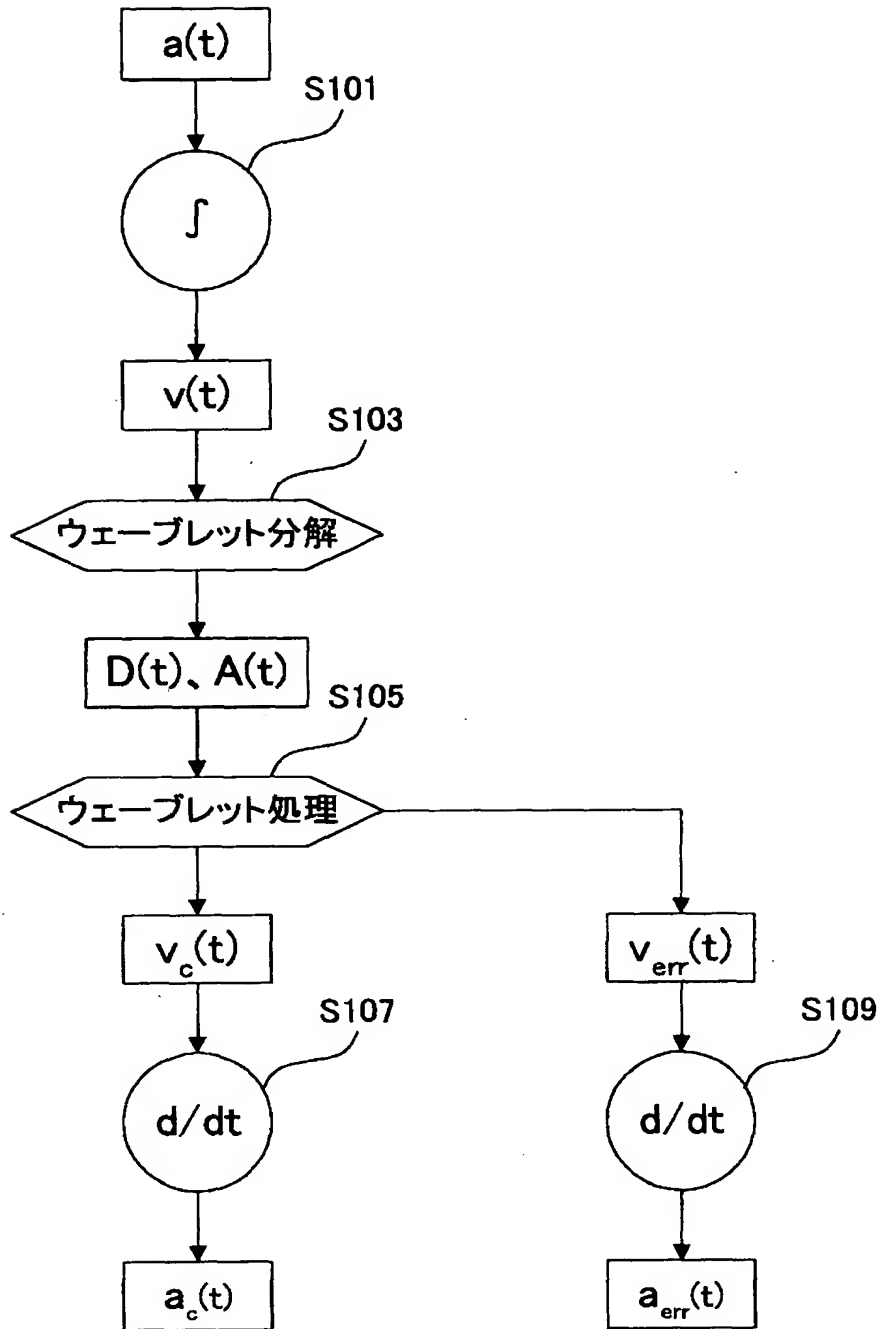 a(t)
S101
∫
v(t)
S103
ウェーブレット分解
D(t)、A(t)
S105
ウェーブレット処理
v_c(t)
v_err(t)
S107
S109
d/dt
d/dt
a_c(t)
a_err(t)